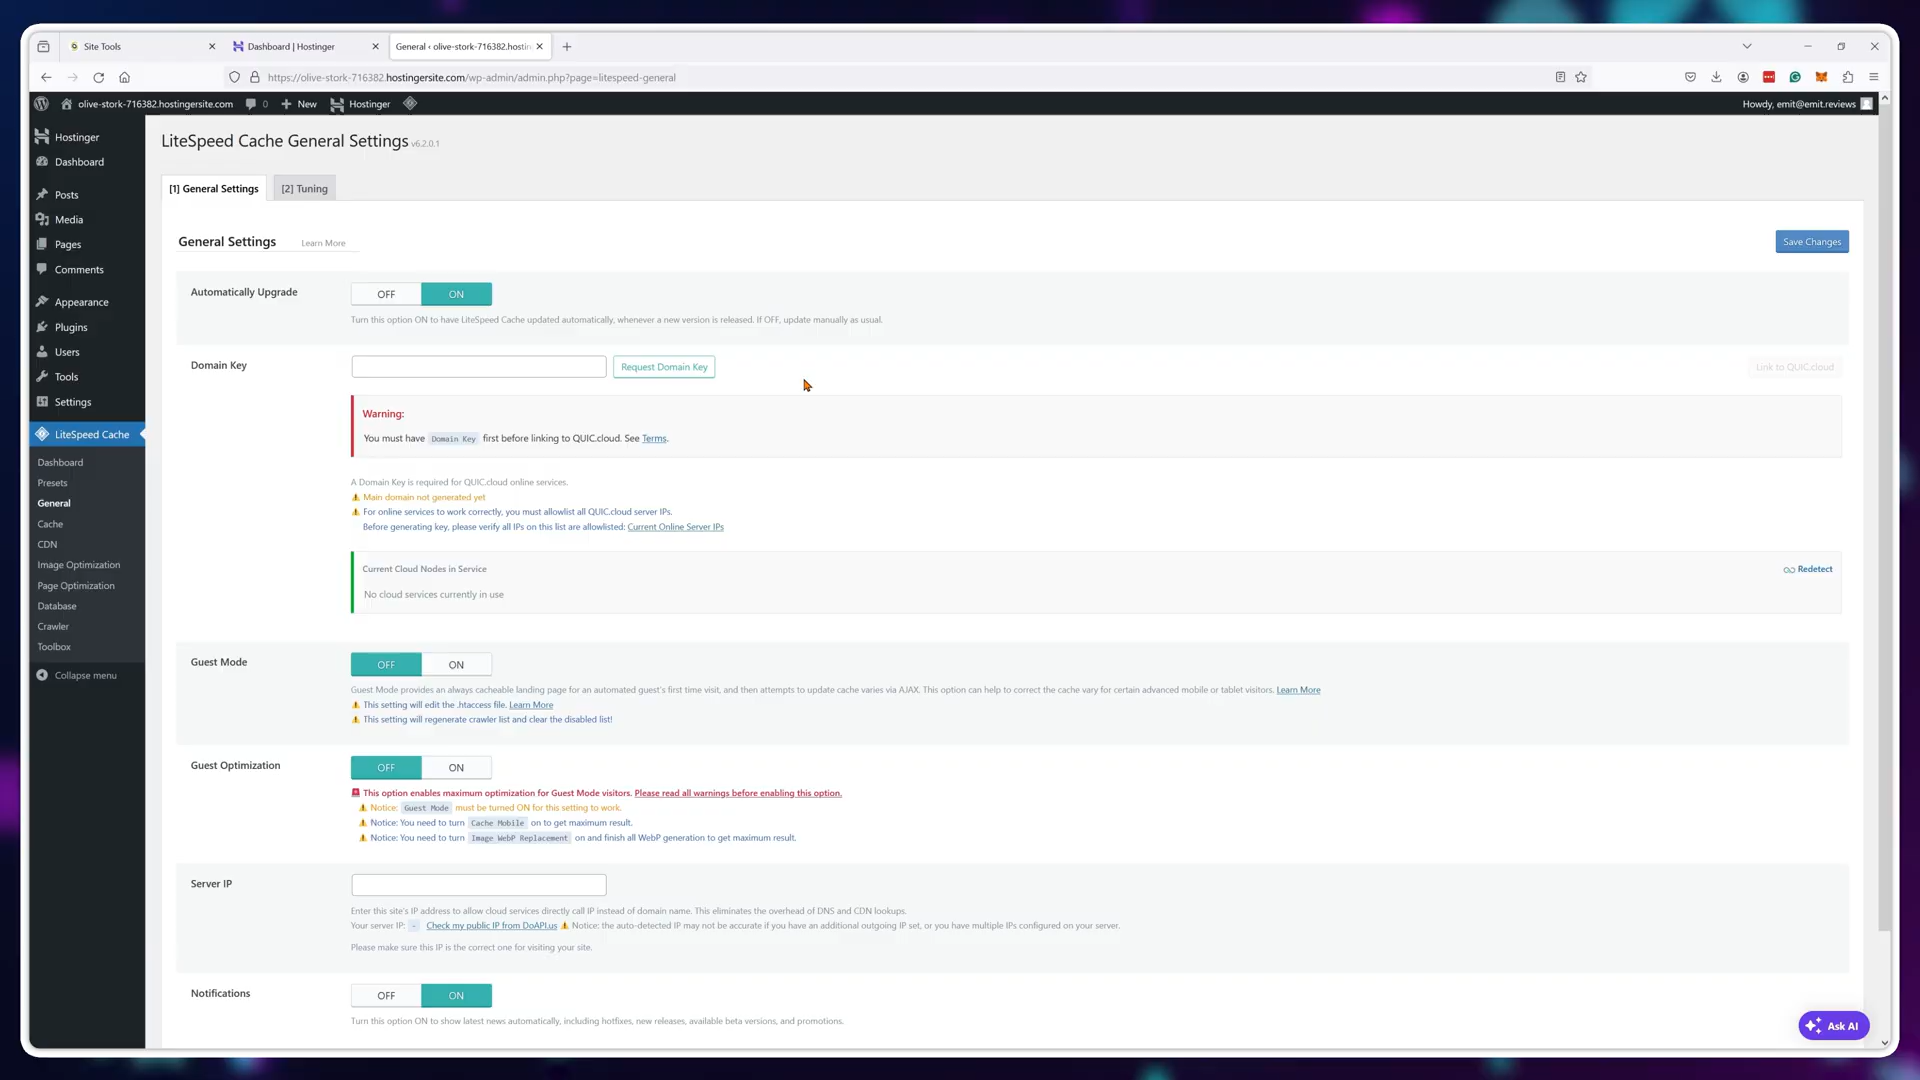 Site Tools
Dashboard | Hostinger
General ‹ olive-stork-716382.hostin
https://olive-stork-716382.hostingersite.com/wp-admin/admin.php?page=litespeed-general
olive-stork-716382.hostingersite.com
0
New
Hostinger
Howdy, emit@emit.reviews
Hostinger
Dashboard
Posts
Media
Pages
Comments
Appearance
Plugins
Users
Tools
Settings
LiteSpeed Cache
Dashboard
Presets
General
Cache
CDN
Image Optimization
Page Optimization
Database
Crawler
Toolbox
Collapse menu
LiteSpeed Cache General Settings v6.2.0.1
[1] General Settings
[2] Tuning
General Settings
Learn More
Save Changes
Automatically Upgrade
OFF
ON
Turn this option ON to have LiteSpeed Cache updated automatically, whenever a new version is released. If OFF, update manually as usual.
Domain Key
Request Domain Key
Link to QUIC.cloud
Warning:
You must have Domain Key first before linking to QUIC.cloud. See Terms.
A Domain Key is required for QUIC.cloud online services.
Main domain not generated yet
For online services to work correctly, you must allowlist all QUIC.cloud server IPs.
Before generating key, please verify all IPs on this list are allowlisted: Current Online Server IPs
Current Cloud Nodes in Service
Redetect
No cloud services currently in use
Guest Mode
OFF
ON
Guest Mode provides an always cacheable landing page for an automated guest's first time visit, and then attempts to update cache varies via AJAX. This option can help to correct the cache vary for certain advanced mobile or tablet visitors. Learn More
This setting will edit the .htaccess file. Learn More
This setting will regenerate crawler list and clear the disabled list!
Guest Optimization
OFF
ON
This option enables maximum optimization for Guest Mode visitors. Please read all warnings before enabling this option.
Notice: Guest Mode must be turned ON for this setting to work.
Notice: You need to turn Cache Mobile on to get maximum result.
Notice: You need to turn Image WebP Replacement on and finish all WebP generation to get maximum result.
Server IP
Enter this site's IP address to allow cloud services directly call IP instead of domain name. This eliminates the overhead of DNS and CDN lookups.
Your server IP: - Check my public IP from DoAPI.us Notice: the auto-detected IP may not be accurate if you have an additional outgoing IP set, or you have multiple IPs configured on your server.
Please make sure this IP is the correct one for visiting your site.
Notifications
OFF
ON
Turn this option ON to show latest news automatically, including hotfixes, new releases, available beta versions, and promotions.
Ask AI